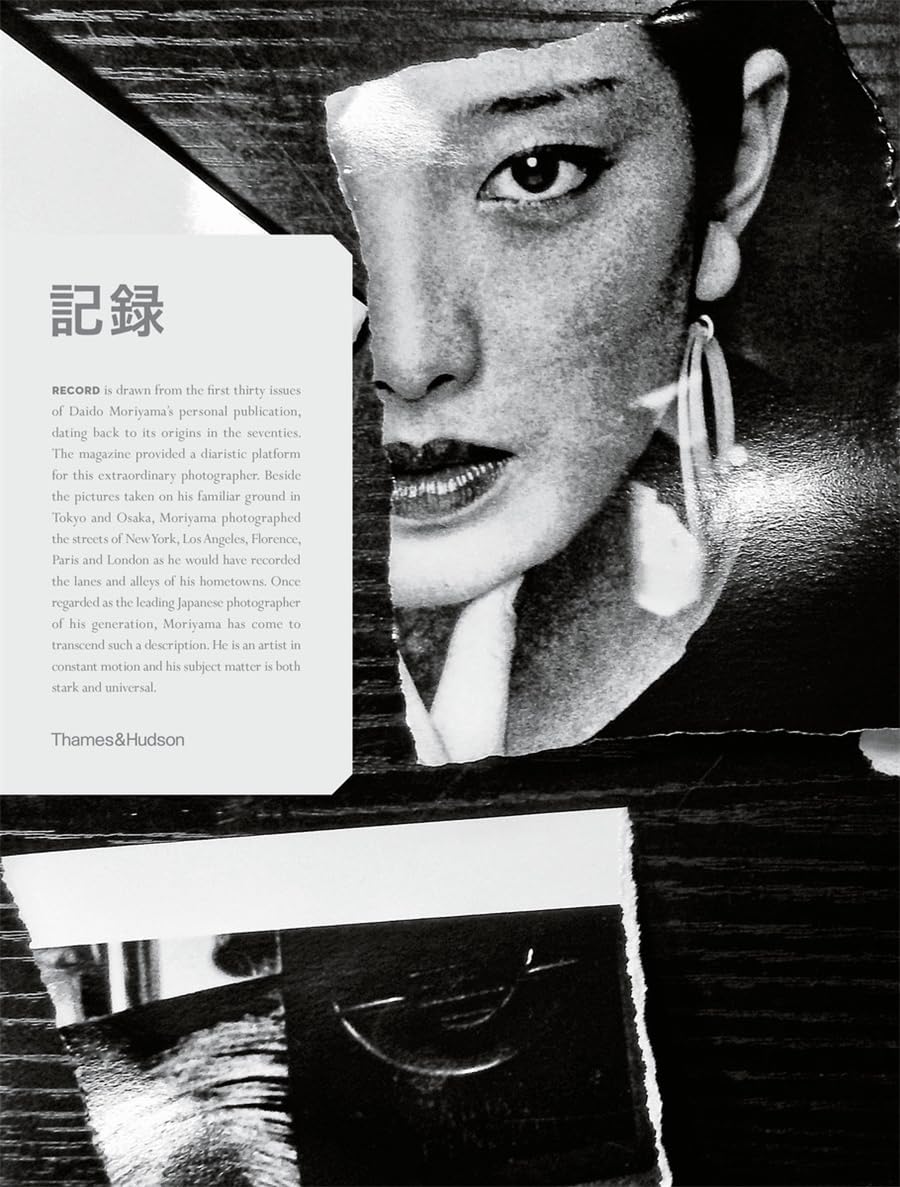 記録
RECORD is drawn from the first thirty issues
of Daido Moriyama's personal publication,
dating back to its origins in the seventies.
The magazine provided a diaristic platform
for this extraordinary photographer. Beside
the pictures taken on his familiar ground in
Tokyo and Osaka, Moriyama photographed
the streets of New York, Los Angeles, Florence,
Paris and London as he would have recorded
the lanes and alleys of his hometowns. Once
regarded as the leading Japanese photographer
of his generation, Moriyama has come to
transcend such a description. He is an artist in
constant motion and his subject matter is both
stark and universal.
Thames&Hudson